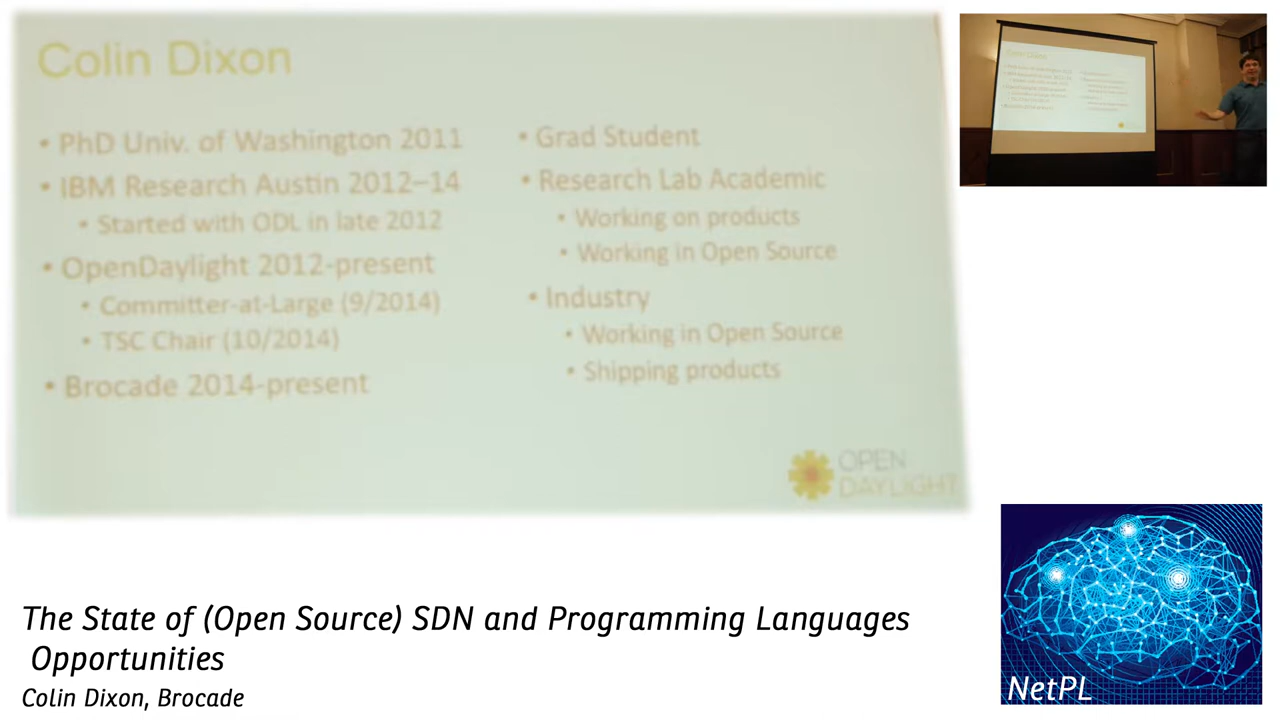 Colin Dixon
• PhD Univ. of Washington 2011
• IBM Research Austin 2012–14
• Started with ODL in late 2012
• OpenDaylight 2012-present
• Committer-at-Large (9/2014)
• TSC Chair (10/2014)
• Brocade 2014-present
• Grad Student
• Research Lab Academic
• Working on products
• Working in Open Source
• Industry
• Working in Open Source
• Shipping products
OPEN
DAYLIGHT
The State of (Open Source) SDN and Programming Languages
Opportunities
Colin Dixon, Brocade
NetPL